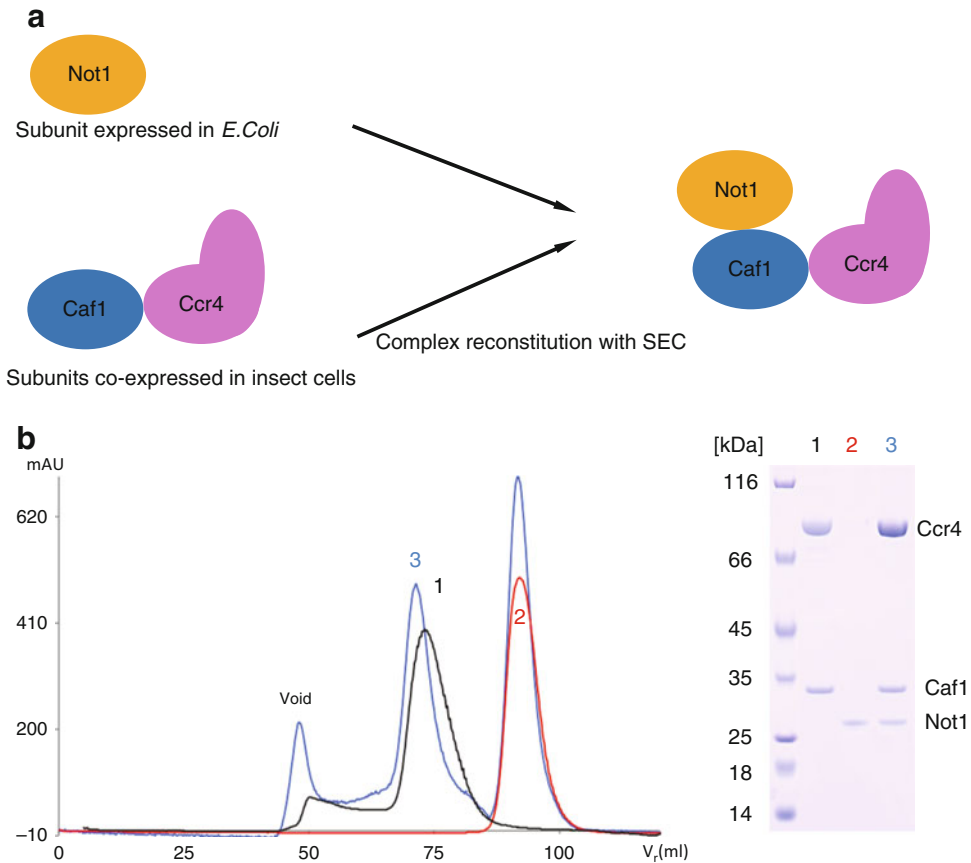 a
Not1
Subunit expressed in E.Coli
Not1
Caf1
Ccr4
Caf1
Ccr4
Complex reconstitution with SEC
Subunits co-expressed in insect cells
b
mAU
620
410
200
–10
0
25
50
75
100
Vr(ml)
Void
3
1
2
[kDa]
1
2
3
116
66
45
35
25
18
14
Ccr4
Caf1
Not1